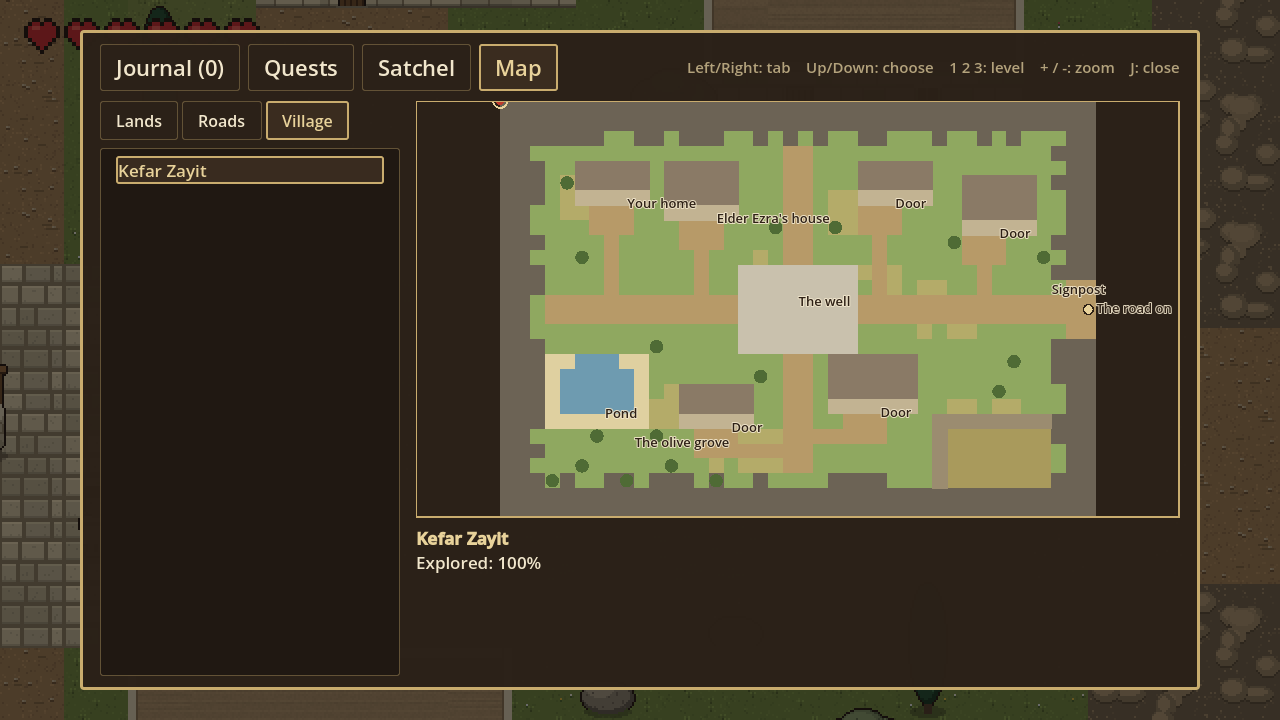 Journal (0) Quests Satchel Map Left/Right: tab Up/Down: choose 1 2 3: level + / -: zoom J: close
Lands Roads Village
Kefar Zayit
Your home
Door
Elder Ezra's house
Door
Signpost
The well
The road on
Pond
Door
Door
The olive grove
Kefar Zayit
Explored: 100%